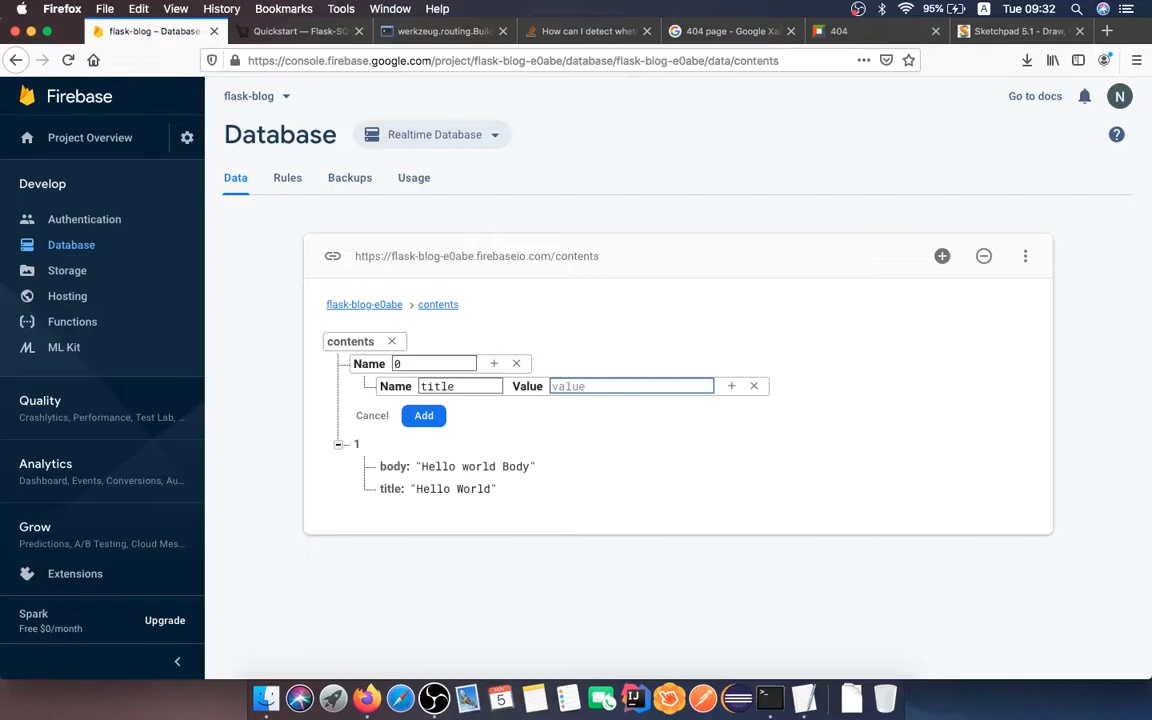 Firefox File Edit View History Bookmarks Tools Window Help 95% A Tue 09:32
flask-blog – Database Quickstart — Flask-SQ werkzeug.routing.Buil How can I detect whet 404 page - Google Xal 404 Sketchpad 5.1 - Draw,
https://console.firebase.google.com/project/flask-blog-e0abe/database/flask-blog-e0abe/data/contents
Firebase
flask-blog
Go to docs
N
Project Overview
Database
Realtime Database
Develop
Data Rules Backups Usage
Authentication
Database
Storage
Hosting
Functions
ML Kit
https://flask-blog-e0abe.firebaseio.com/contents
flask-blog-e0abe > contents
contents
Name 0
Name title Value value
Cancel Add
1
body: "Hello world Body"
title: "Hello World"
Quality
Crashlytics, Performance, Test Lab, ...
Analytics
Dashboard, Events, Conversions, Au...
Grow
Predictions, A/B Testing, Cloud Mes...
Extensions
Spark
Free $0/month
Upgrade
NOV
5